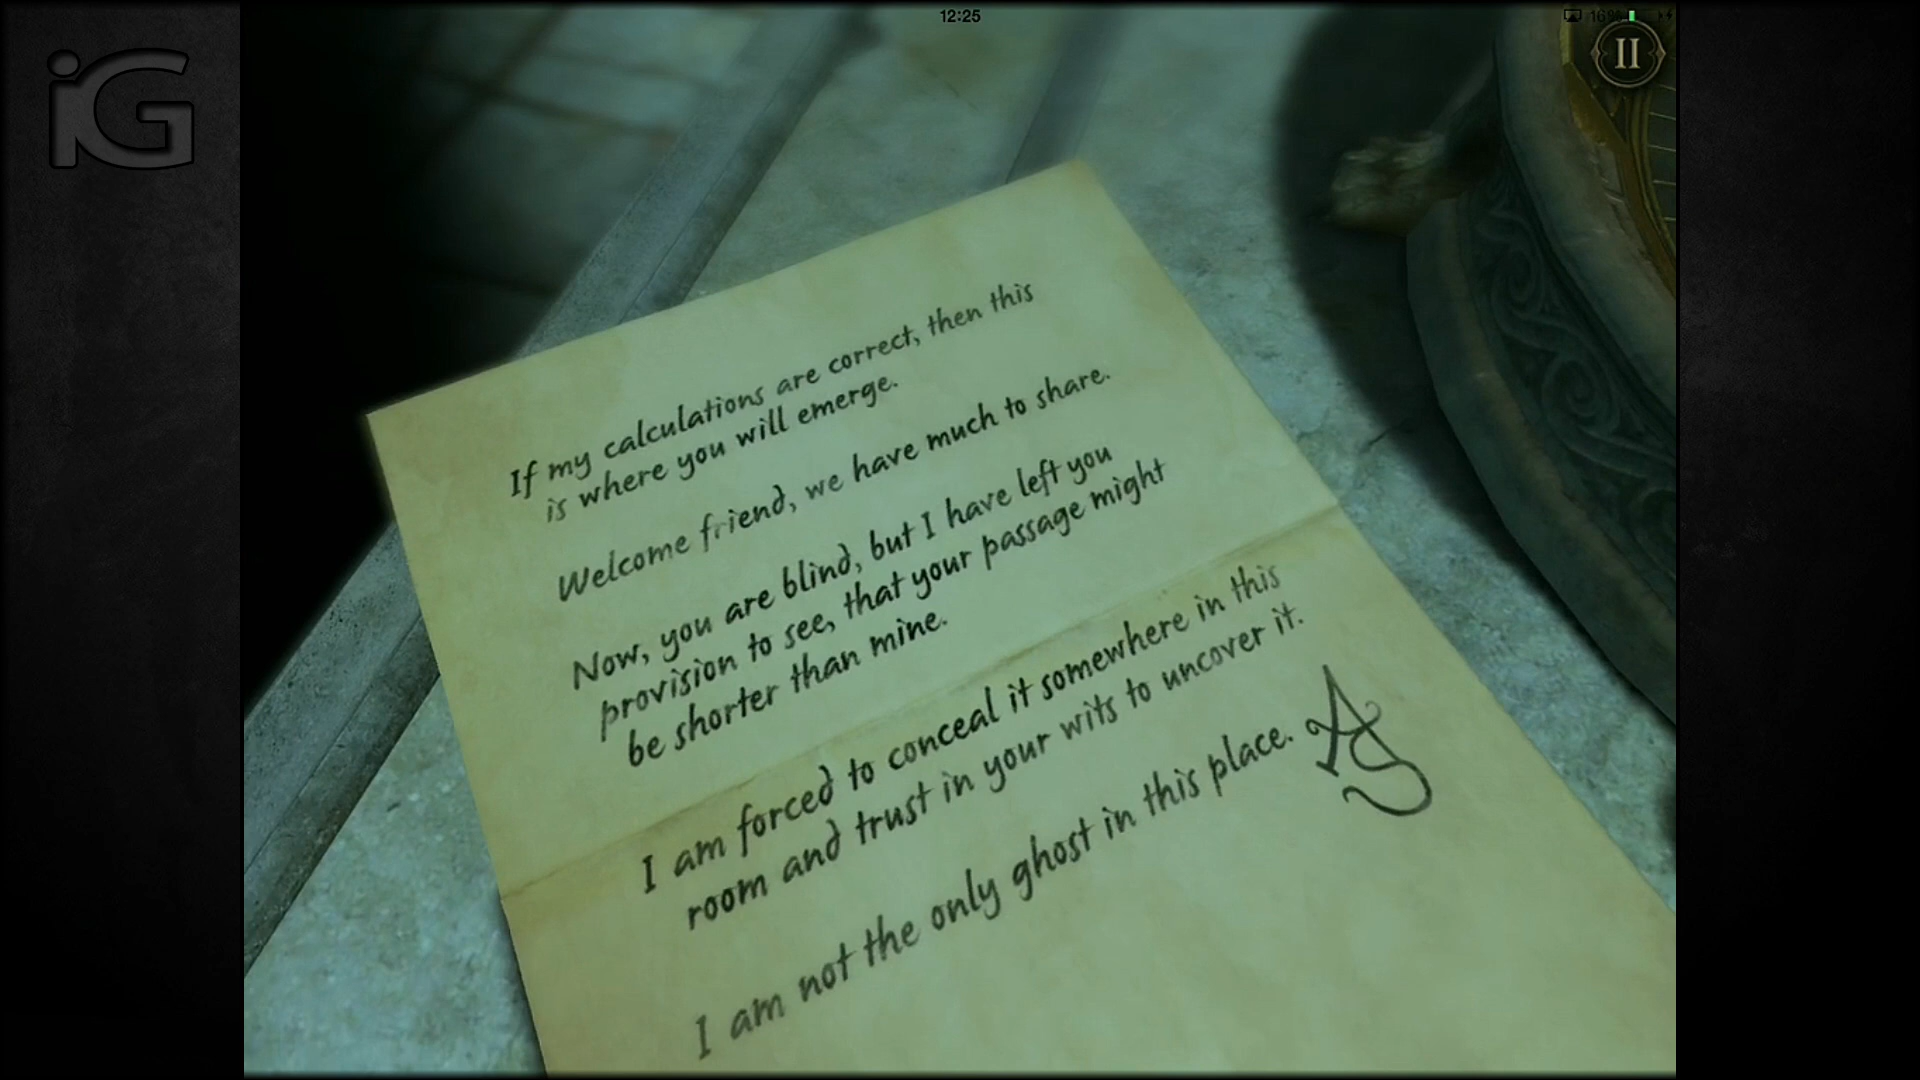 iG
12:25
16%
II
If my calculations are correct, then this
is where you will emerge.
Welcome friend, we have much to share.
Now, you are blind, but I have left you
provision to see, that your passage might
be shorter than mine.
I am forced to conceal it somewhere in this
room and trust in your wits to uncover it.
I am not the only ghost in this place.
AS